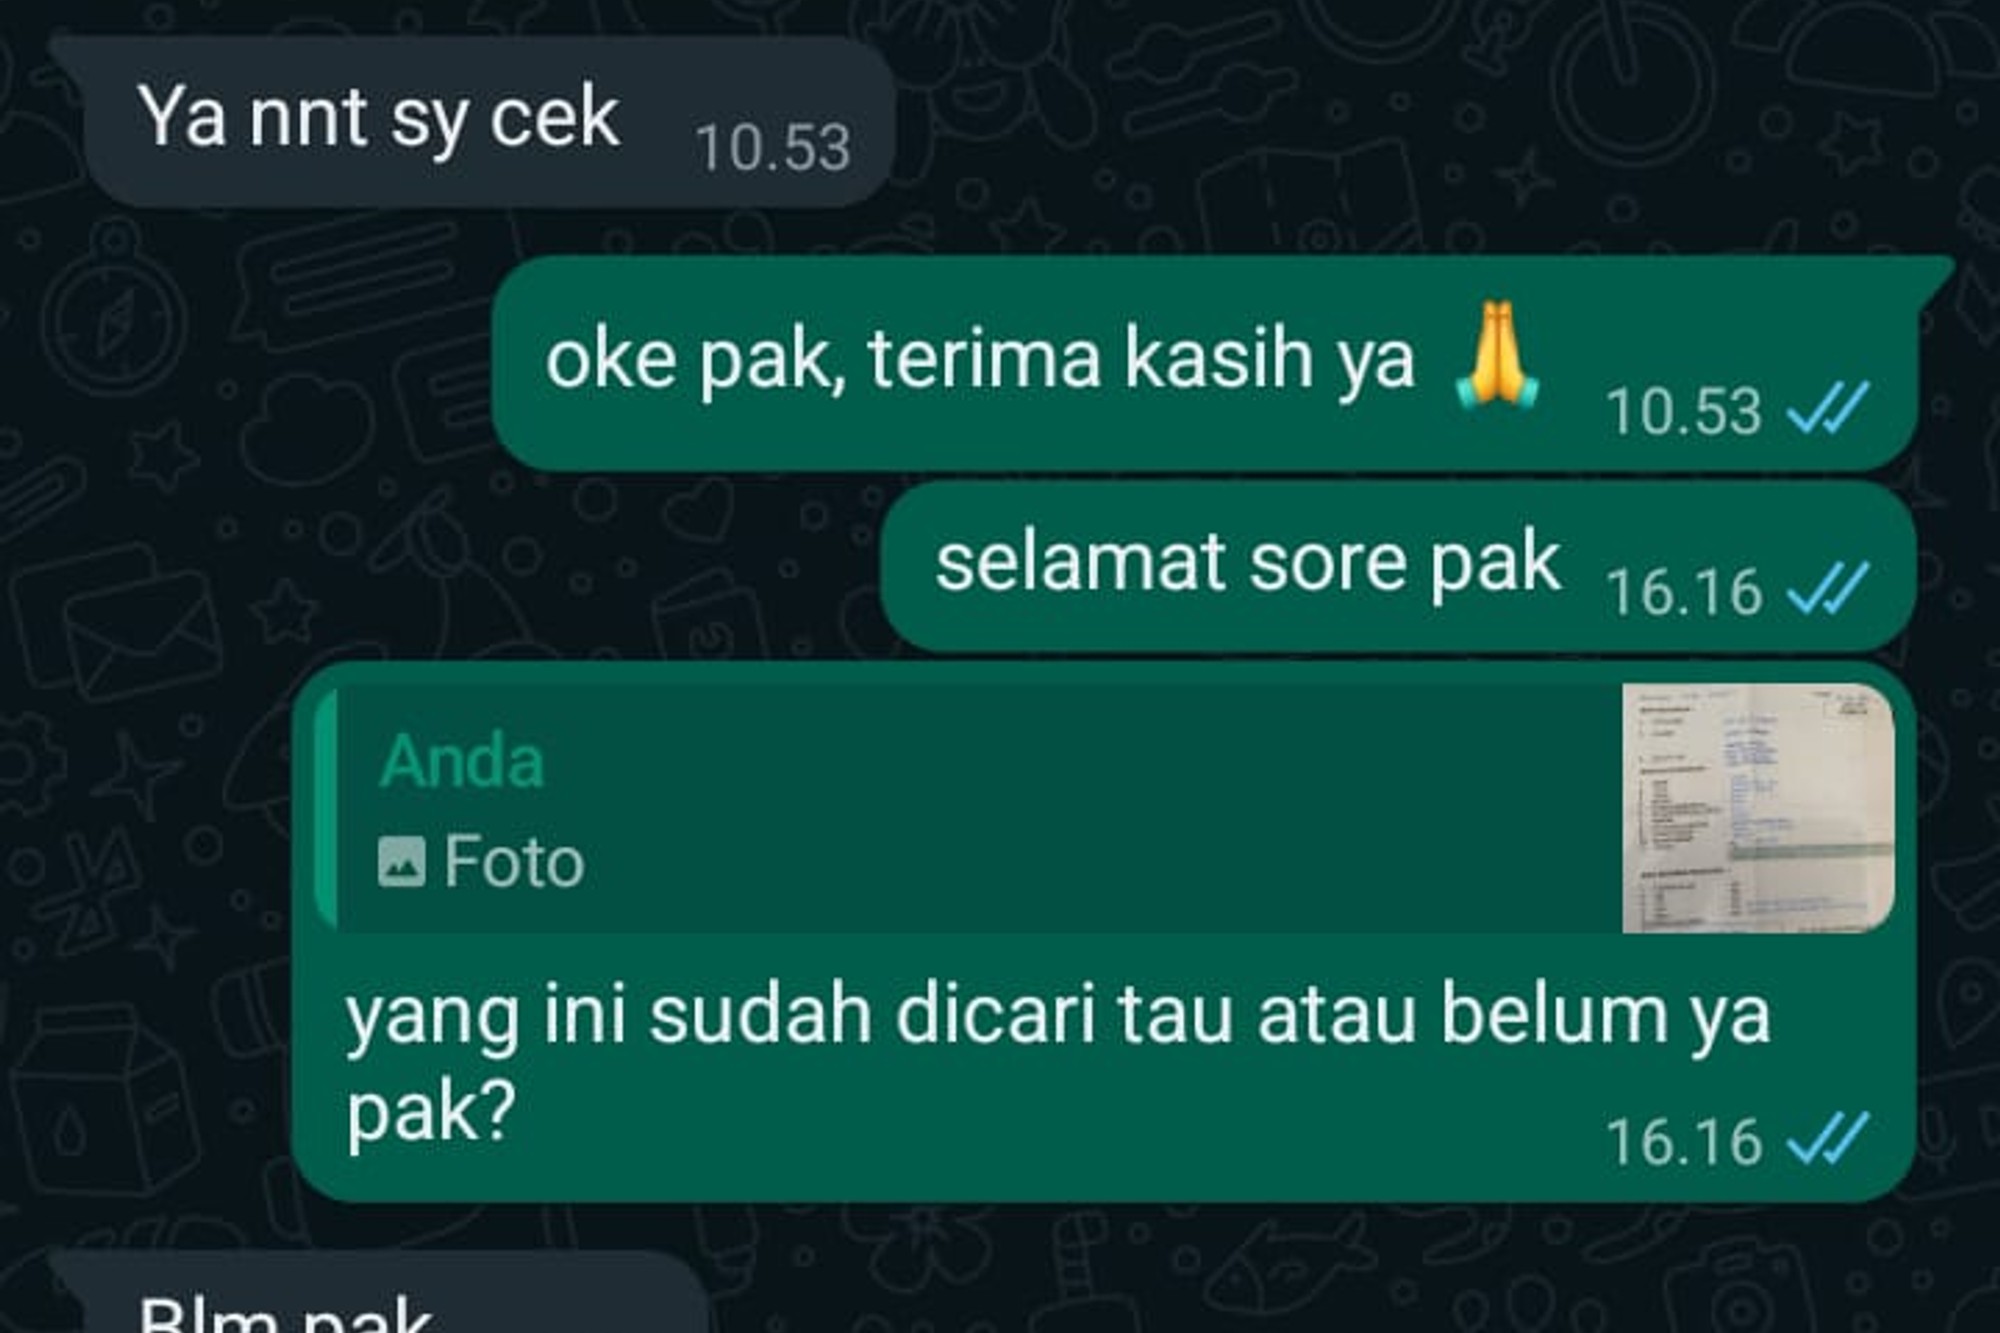 Ya nnt sy cek 10.53
oke pak, terima kasih ya 🙏 10.53
selamat sore pak 16.16
Anda
Foto
yang ini sudah dicari tau atau belum ya
pak? 16.16
Blm pak